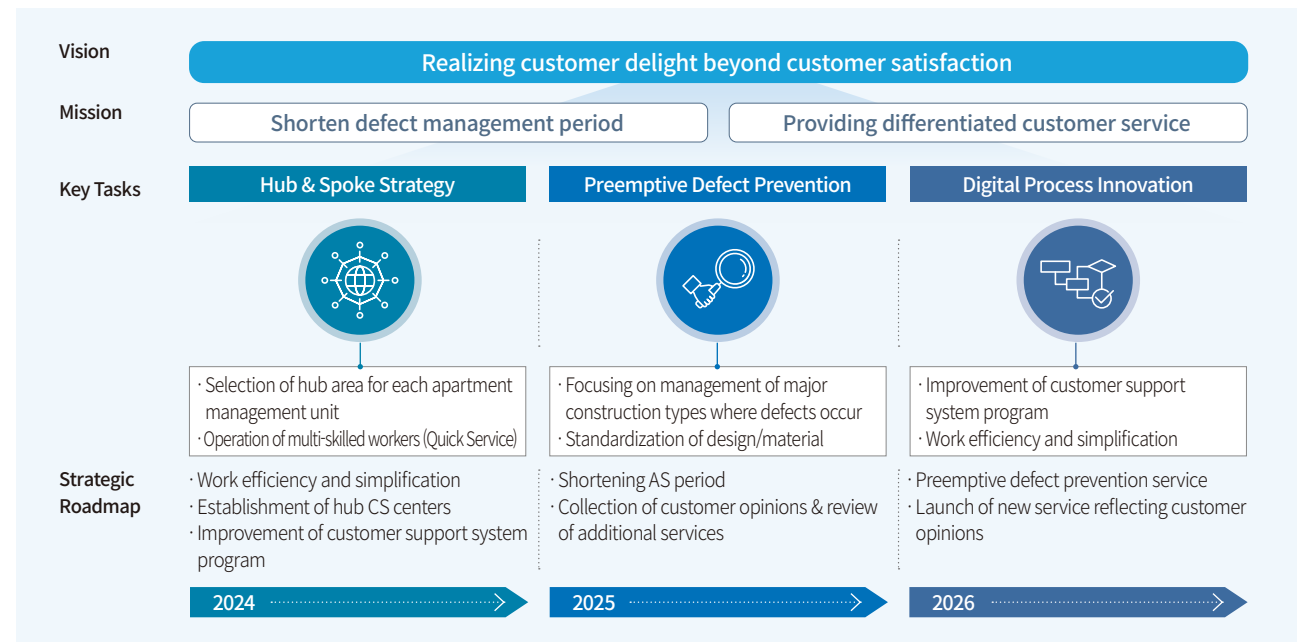 Vision
Realizing customer delight beyond customer satisfaction
Mission
Shorten defect management period
Providing differentiated customer service
Key Tasks
Hub & Spoke Strategy
Preemptive Defect Prevention
Digital Process Innovation
· Selection of hub area for each apartment
management unit
· Operation of multi-skilled workers (Quick Service)
· Focusing on management of major
construction types where defects occur
· Standardization of design/material
· Improvement of customer support
system program
· Work efficiency and simplification
Strategic
Roadmap
· Work efficiency and simplification
· Establishment of hub CS centers
· Improvement of customer support system
program
· Shortening AS period
· Collection of customer opinions & review
of additional services
· Preemptive defect prevention service
· Launch of new service reflecting customer
opinions
2024
2025
2026